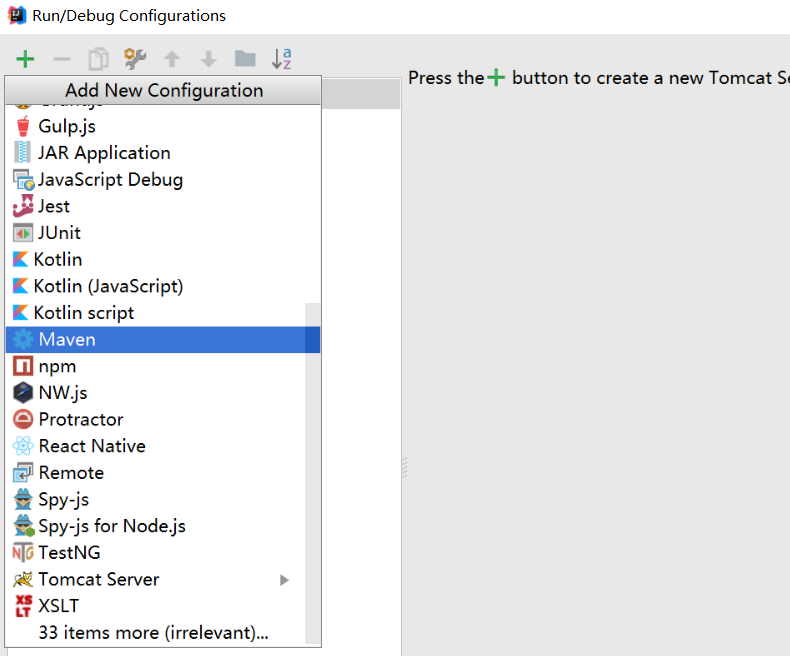 Run/Debug Configurations
Press the + button to create a new Tomcat Se
Add New Configuration
Gulp.js
JAR Application
JavaScript Debug
Jest
JUnit
Kotlin
Kotlin (JavaScript)
Kotlin script
Maven
npm
NW.js
Protractor
React Native
Remote
Spy-js
Spy-js for Node.js
TestNG
Tomcat Server
XSLT
33 items more (irrelevant)...